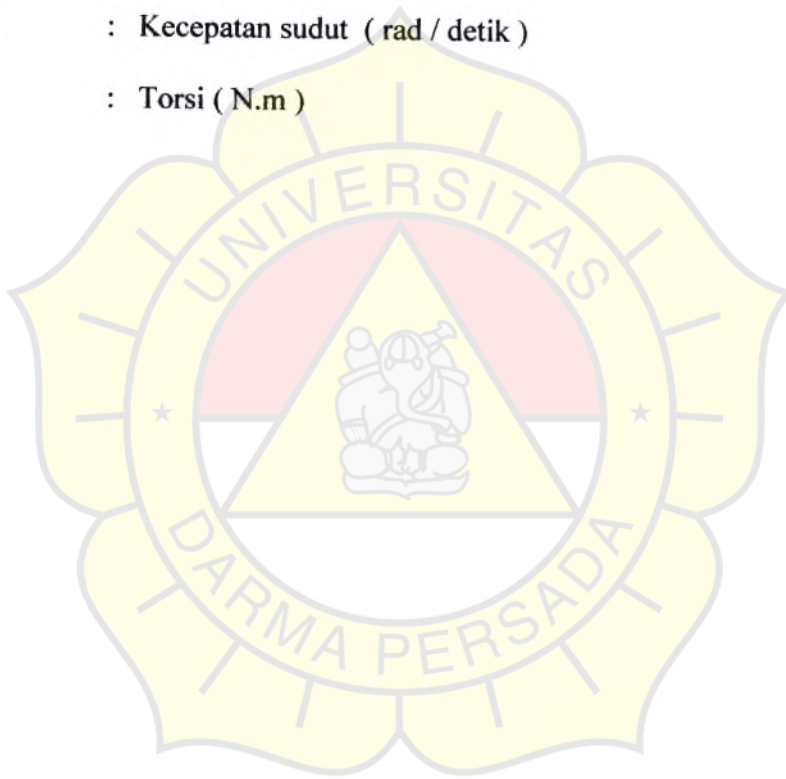 : Kecepatan sudut ( rad / detik )
: Torsi ( N.m )
UNIVERSITAS
DARMA PERSADA